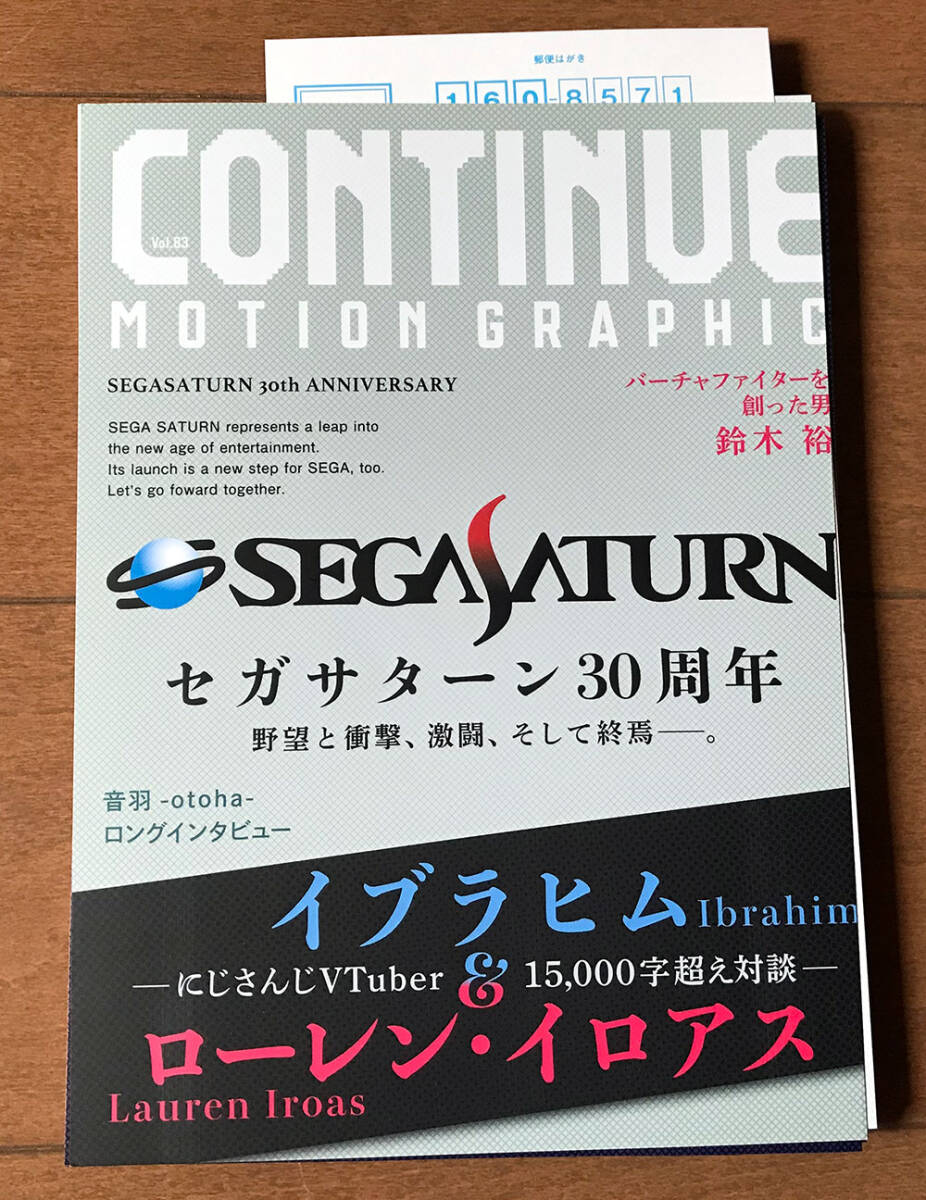 郵便はがき
160-8571
CONTINUE
Vol.83
MOTION GRAPHIC
SEGASATURN 30th ANNIVERSARY
SEGA SATURN represents a leap into
the new age of entertainment.
Its launch is a new step for SEGA, too.
Let's go foward together.
バーチャファイターを
創った男
鈴木 裕
SEGASATURN
セガサターン30周年
野望と衝撃、激闘、そして終焉──。
音羽 -otoha-
ロングインタビュー
イブラヒム Ibrahim
—にじさんじVTuber & 15,000字超え対談—
ローレン・イロアス
Lauren Iroas